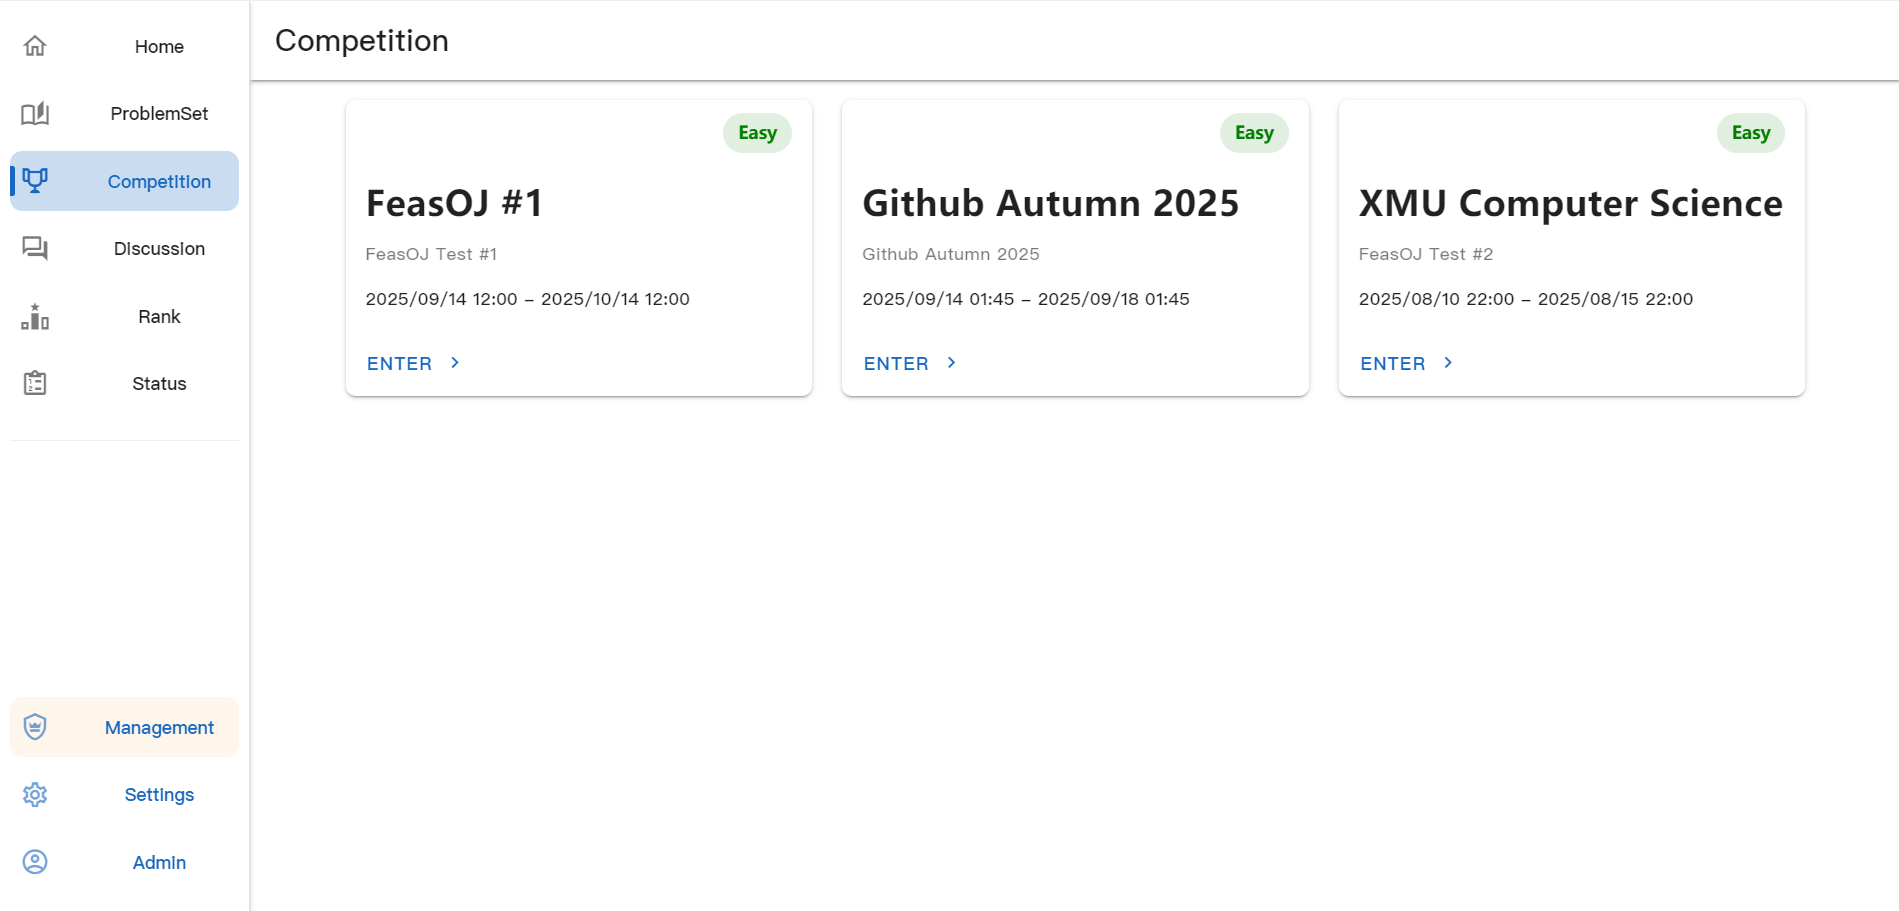 Home
ProblemSet
Competition
Discussion
Rank
Status
Management
Settings
Admin
Competition
Easy
FeasOJ #1
FeasOJ Test #1
2025/09/14 12:00 – 2025/10/14 12:00
ENTER
Easy
Github Autumn 2025
Github Autumn 2025
2025/09/14 01:45 – 2025/09/18 01:45
ENTER
Easy
XMU Computer Science
FeasOJ Test #2
2025/08/10 22:00 – 2025/08/15 22:00
ENTER